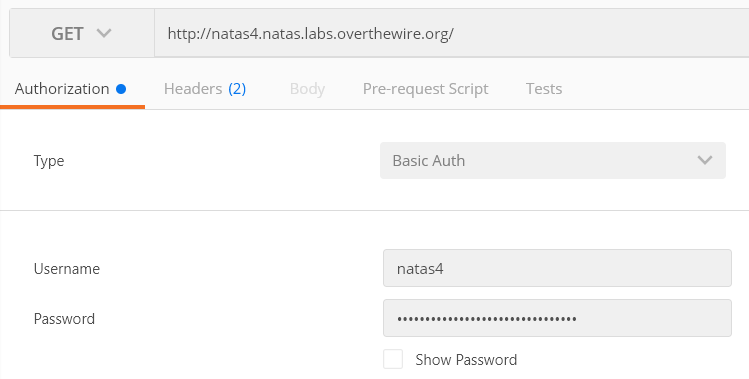 GET http://natas4.natas.labs.overthewire.org/
Authorization Headers (2) Body Pre-request Script Tests
Type Basic Auth
Username natas4
Password ••••••••••••••••••••••••••••••••
Show Password